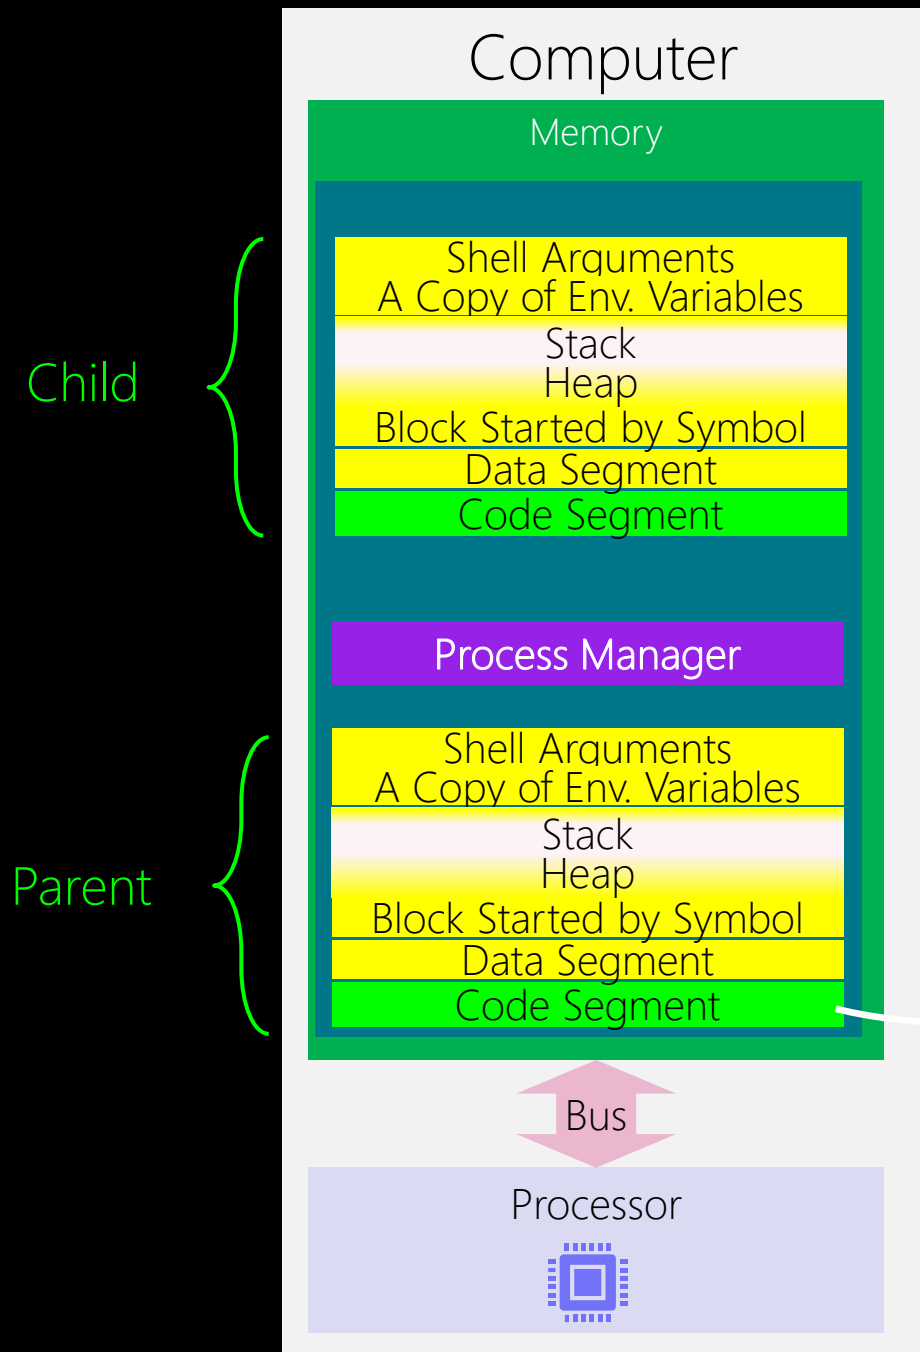 Computer
Memory
Shell Arguments
A Copy of Env. Variables
Stack
Heap
Block Started by Symbol
Data Segment
Code Segment
Child
Process Manager
Shell Arguments
A Copy of Env. Variables
Stack
Heap
Block Started by Symbol
Data Segment
Code Segment
Parent
Bus
Processor